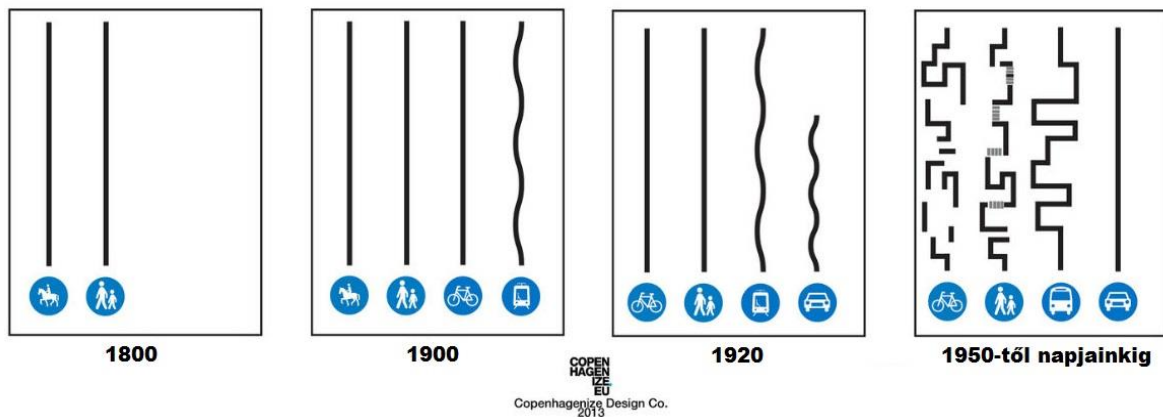 1800
1900
1920
1950-től napjainkig
COPEN
HAGEN
IZE.
EU
Copenhagenize Design Co.
2013